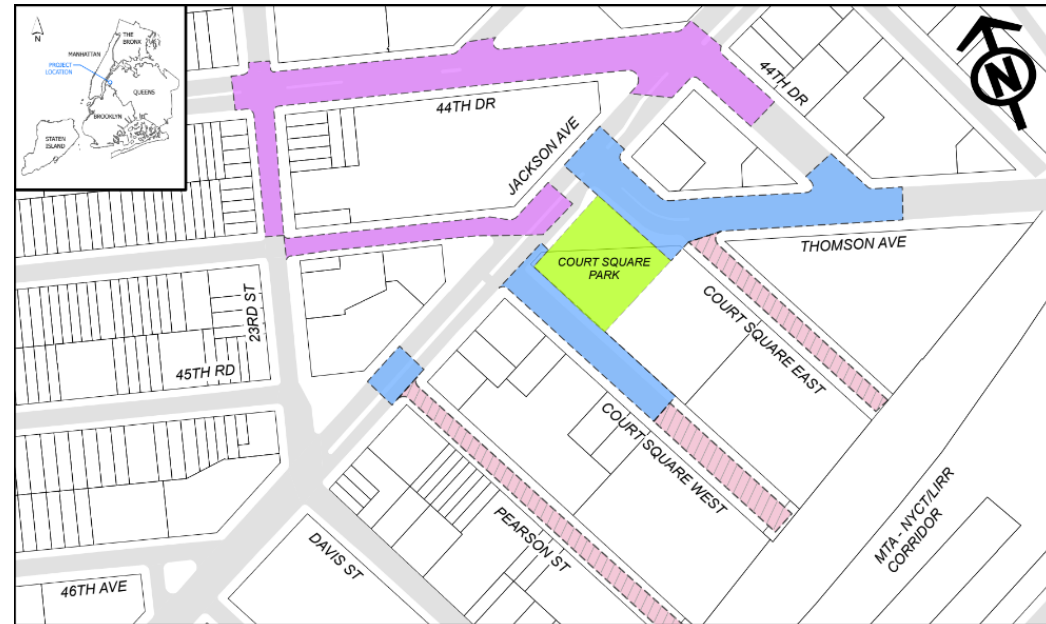 N
THE
BRONX
MANHATTAN
PROJECT
LOCATION
QUEENS
BROOKLYN
STATEN
ISLAND
N
44TH DR
44TH DR
JACKSON AVE
COURT SQUARE
PARK
THOMSON AVE
23RD ST
COURT SQUARE EAST
45TH RD
COURT SQUARE WEST
PEARSON ST
MTA - NYCT/LIRR
CORRIDOR
DAVIS ST
46TH AVE